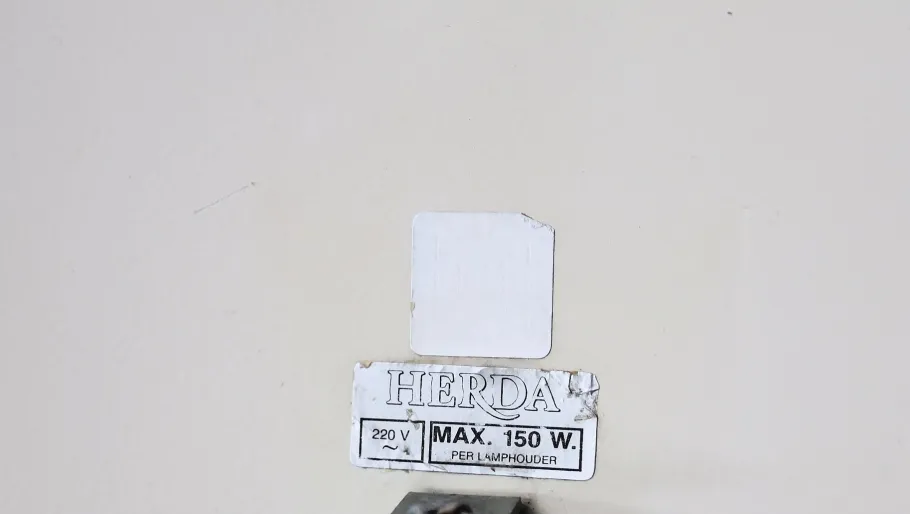 HERDA
220 V
~
MAX. 150 W.
PER LAMPHOUDER